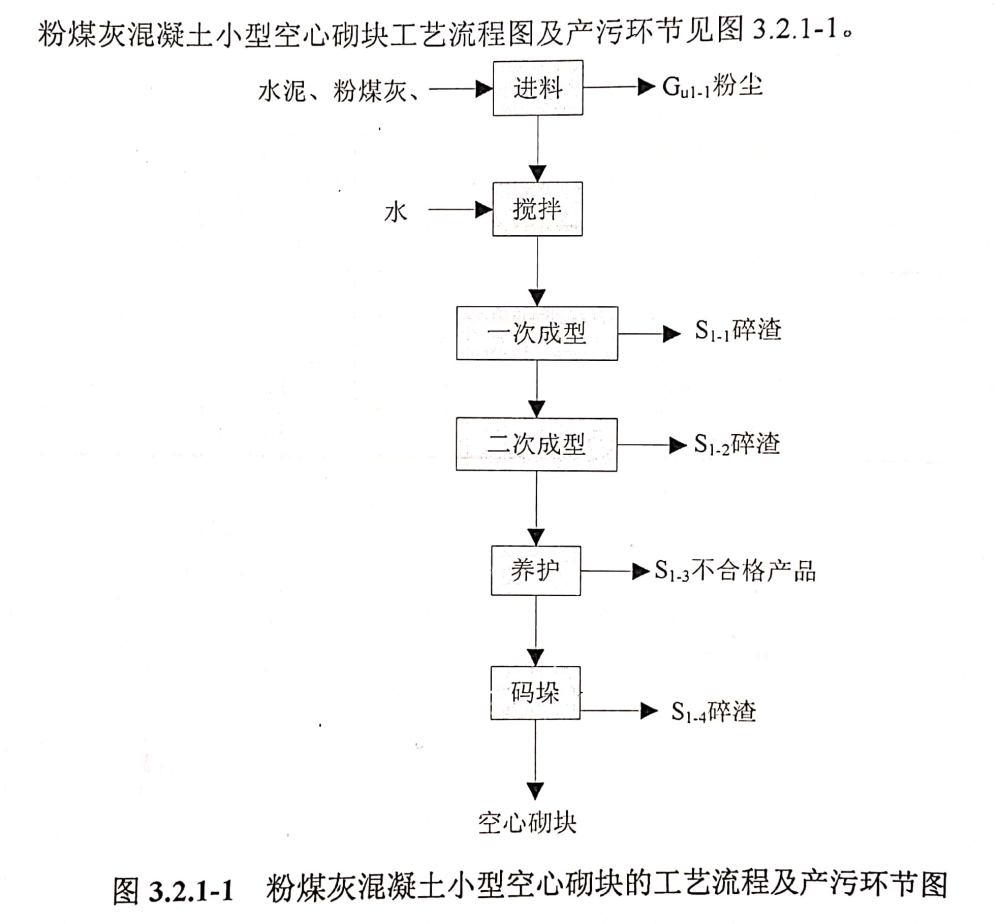 粉煤灰混凝土小型空心砌块工艺流程图及产污环节见图 3.2.1-1。
水泥、粉煤灰、 进料 Gu1-1粉尘
水 搅拌
一次成型 S1-1碎渣
二次成型 S1-2碎渣
养护 S1-3不合格产品
码垛 S1-4碎渣
空心砌块
图 3.2.1-1 粉煤灰混凝土小型空心砌块的工艺流程及产污环节图